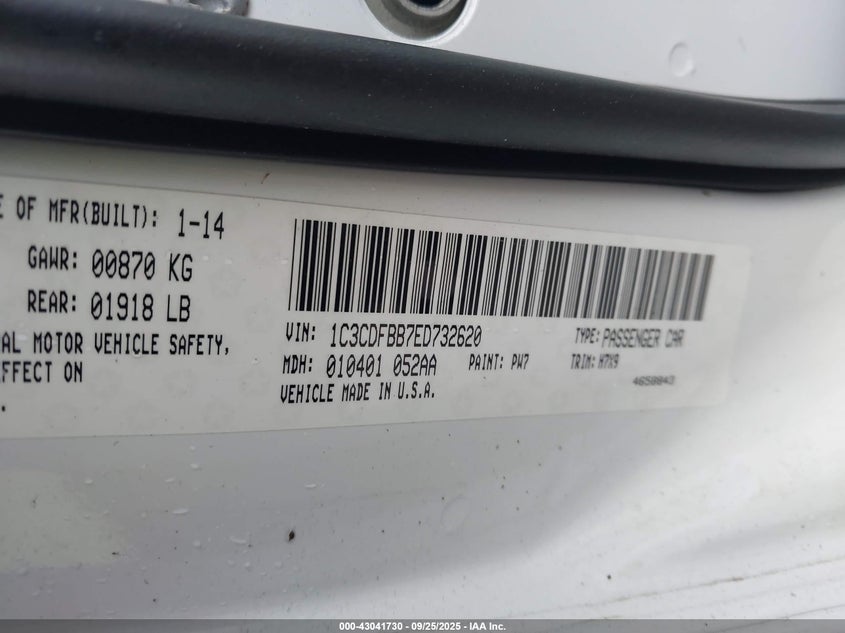 E OF MFR(BUILT): 1-14
GAWR: 00870 KG
REAR: 01918 LB
AL MOTOR VEHICLE SAFETY,
FFECT ON
.
VIN: 1C3CDFBB7ED732620 TYPE: PASSENGER CAR
MDH: 010401 052AA PAINT: PW7 TRIM: H7X9
VEHICLE MADE IN U.S.A. 4658843
000-43041730 - 09/25/2025 - IAA Inc.